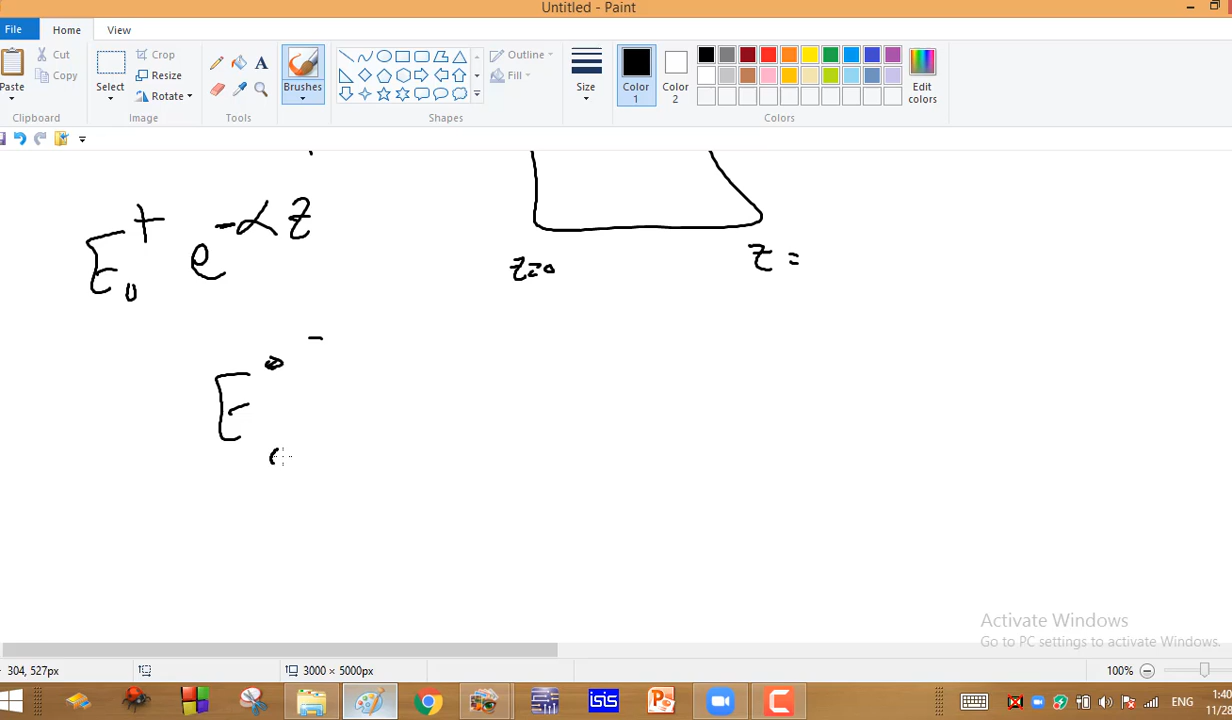 Untitled - Paint
File Home View
Paste Cut Copy
Select Crop Resize Rotate
Brushes
Outline Fill
Size
Color 1 Color 2
Edit colors
Clipboard Image Tools Shapes Colors
E₀⁺ e^-αz
z=0
z =
E -
304, 527px 3000 × 5000px 100%
Activate Windows
Go to PC settings to activate Windows.
isis
ENG
1:40
11/28